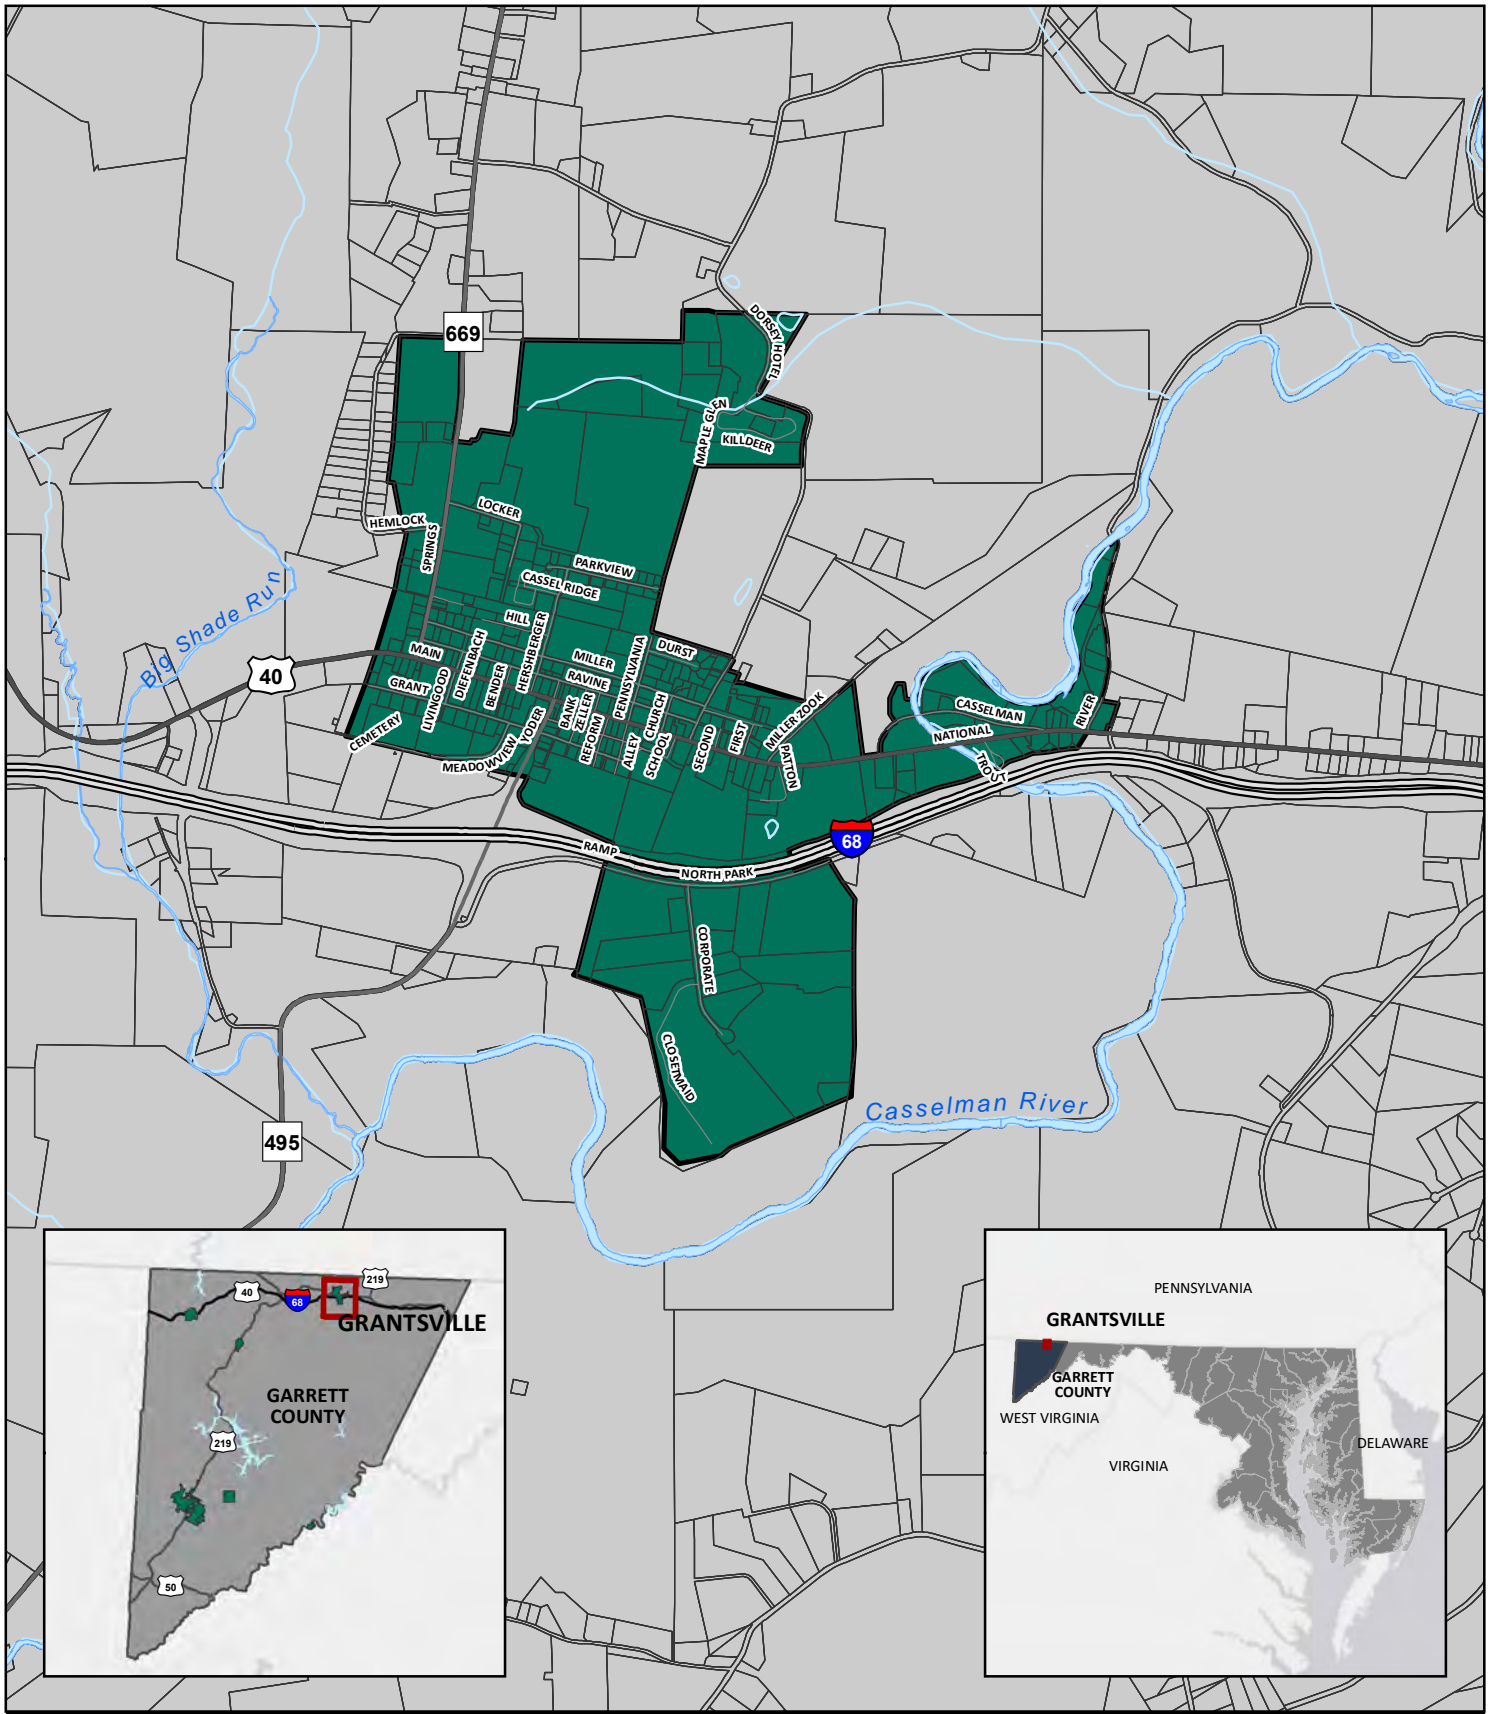 669
DORSEY HOTEL
MAPLE GLEN
KILLDEER
LOCKER
HEMLOCK
SPRINGS
PARKVIEW
CASSEL RIDGE
HILL
HERSHBERGER
DIEFENBACH
MAIN
BENDER
MILLER
PENNSYLVANIA
DURST
RAVINE
GRANT
LIVINGOOD
BANK
ZELLER
CHURCH
CEMETERY
YODER
REFORM
ALLEY
SCHOOL
SECOND
FIRST
MILLER ZOOK
PATTON
MEADOWVIEW
CASSELMAN
RIVER
NATIONAL
TROUT
Big Shade Run
40
68
RAMP
NORTH PARK
CORPORATE
CLOSETMAID
Casselman River
495
219
40
68
GRANTSVILLE
GARRETT
COUNTY
219
50
PENNSYLVANIA
GRANTSVILLE
GARRETT
COUNTY
WEST VIRGINIA
DELAWARE
VIRGINIA